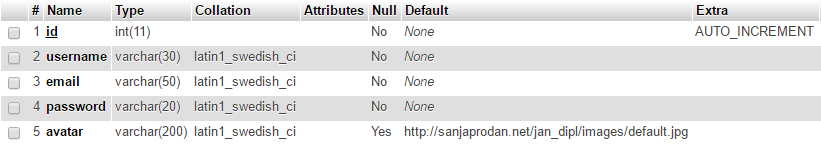 # Name Type Collation Attributes Null Default Extra
1 id int(11) No None AUTO_INCREMENT
2 username varchar(30) latin1_swedish_ci No None
3 email varchar(50) latin1_swedish_ci No None
4 password varchar(20) latin1_swedish_ci No None
5 avatar varchar(200) latin1_swedish_ci Yes http://sanjaprodan.net/jan_dipl/images/default.jpg